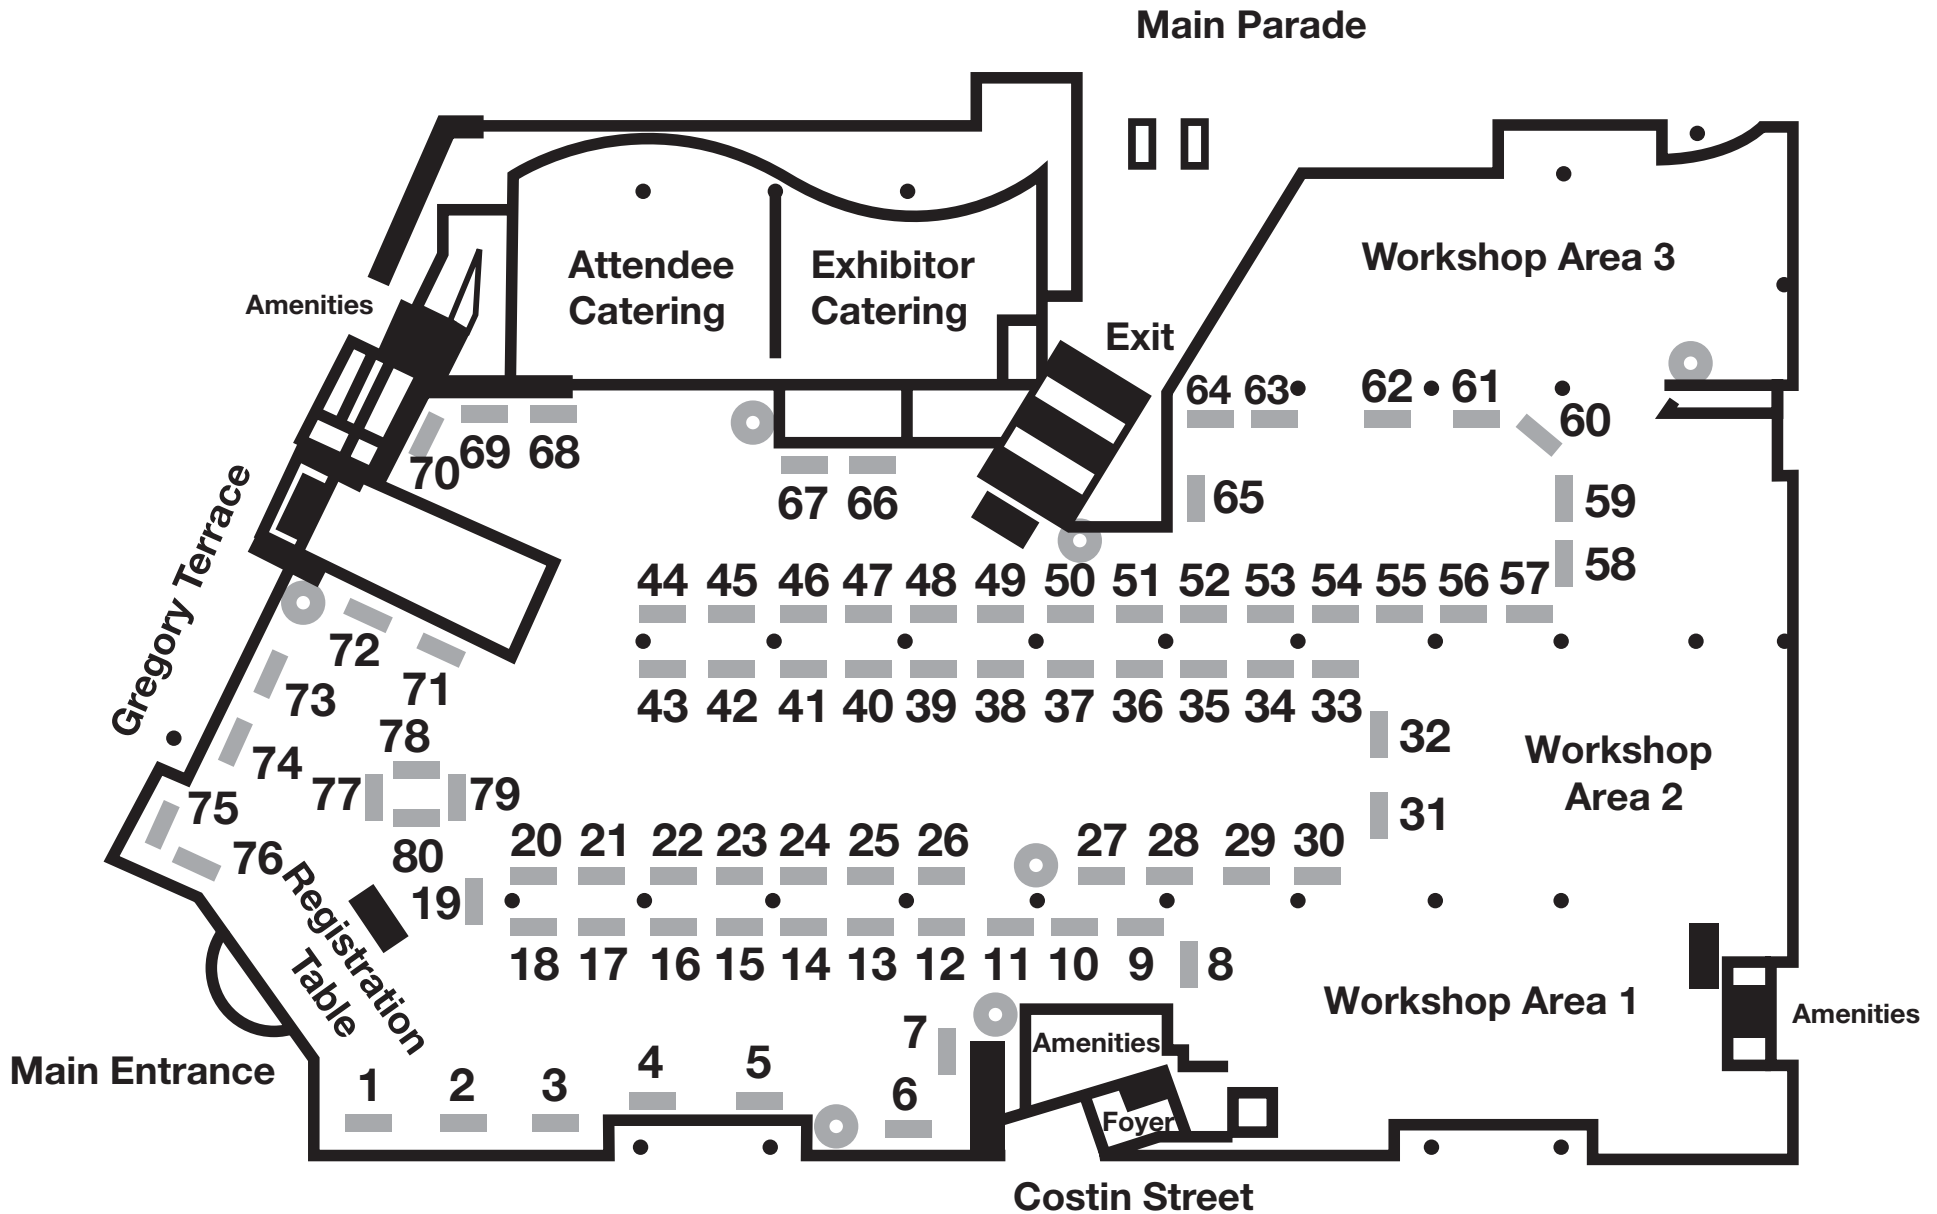 Main Parade
Attendee
Catering
Exhibitor
Catering
Workshop Area 3
Amenities
Exit
64 63 62 61
60
70 69 68
67 66
65
59
58
Gregory Terrace
44 45 46 47 48 49 50 51 52 53 54 55 56 57
43 42 41 40 39 38 37 36 35 34 33
72
71
73
74
75
76
78
77 79
80
32
31
Workshop
Area 2
20 21 22 23 24 25 26 27 28 29 30
19
18 17 16 15 14 13 12 11 10 9 8
Registration
Table
Workshop Area 1
Amenities
Amenities
7
Main Entrance
1 2 3 4 5 6
Foyer
Costin Street